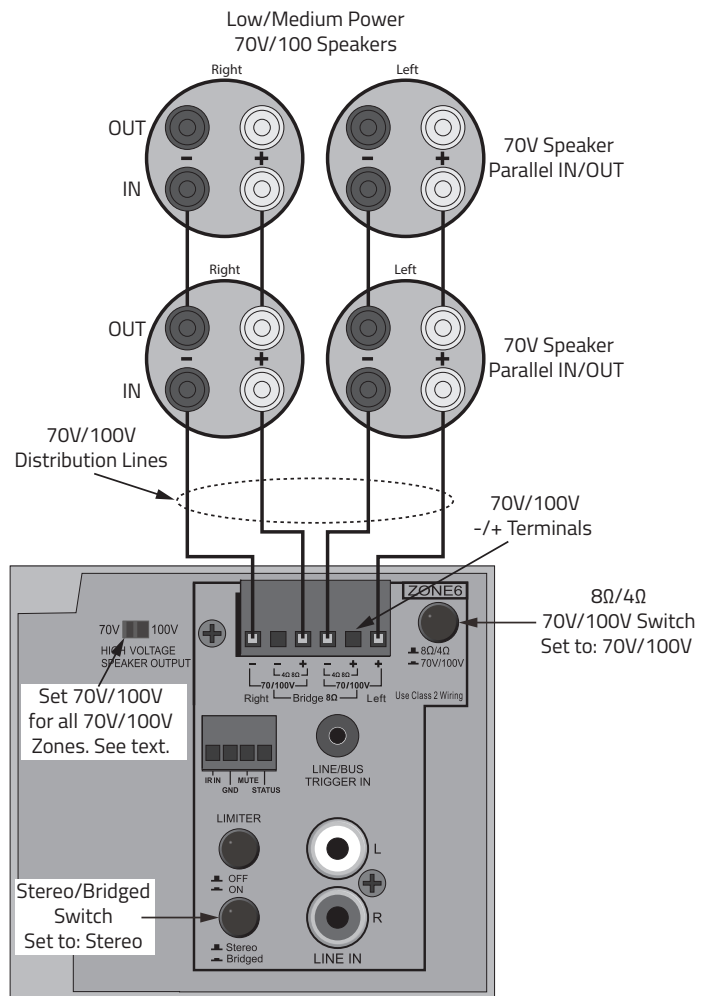 Low/Medium Power
70V/100 Speakers
Right
Left
OUT
- +
- +
IN
70V Speaker
Parallel IN/OUT
Right
Left
OUT
- +
- +
IN
70V Speaker
Parallel IN/OUT
70V/100V
Distribution Lines
70V/100V
-/+ Terminals
ZONE6
8Ω/4Ω
70V/100V Switch
Set to: 70V/100V
70V 100V
HIGH VOLTAGE
SPEAKER OUTPUT
8Ω/4Ω
70V/100V
- - + - + +
4Ω 8Ω 4Ω 8Ω
70/100V 70/100V
Right Bridge 8Ω Left
Use Class 2 Wiring
Set 70V/100V
for all 70V/100V
Zones. See text.
IR IN MUTE
GND STATUS
LINE/BUS
TRIGGER IN
LIMITER
OFF
ON
L
Stereo/Bridged
Switch
Set to: Stereo
Stereo
Bridged
R
LINE IN